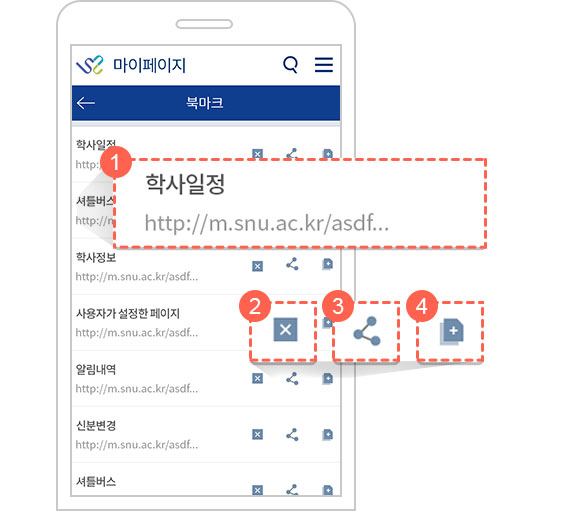 마이페이지
북마크
학사일정
http:
1
학사일정
http://m.snu.ac.kr/asdf...
셔틀버스
학사정보
http://m.snu.ac.kr/asdf...
사용자가 설정한 페이지
http://m.snu.ac.kr/asdf...
2
3
4
알림내역
http://m.snu.ac.kr/asdf...
신분변경
http://m.snu.ac.kr/asdf...
셔틀버스